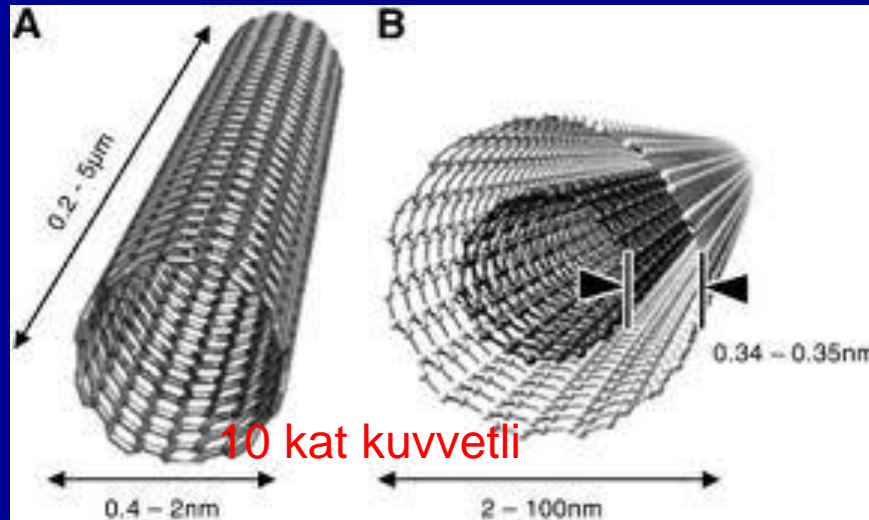 A
B
0.2 - 5µm
0.34 – 0.35nm
10 kat kuvvetli
0.4 – 2nm
2 – 100nm